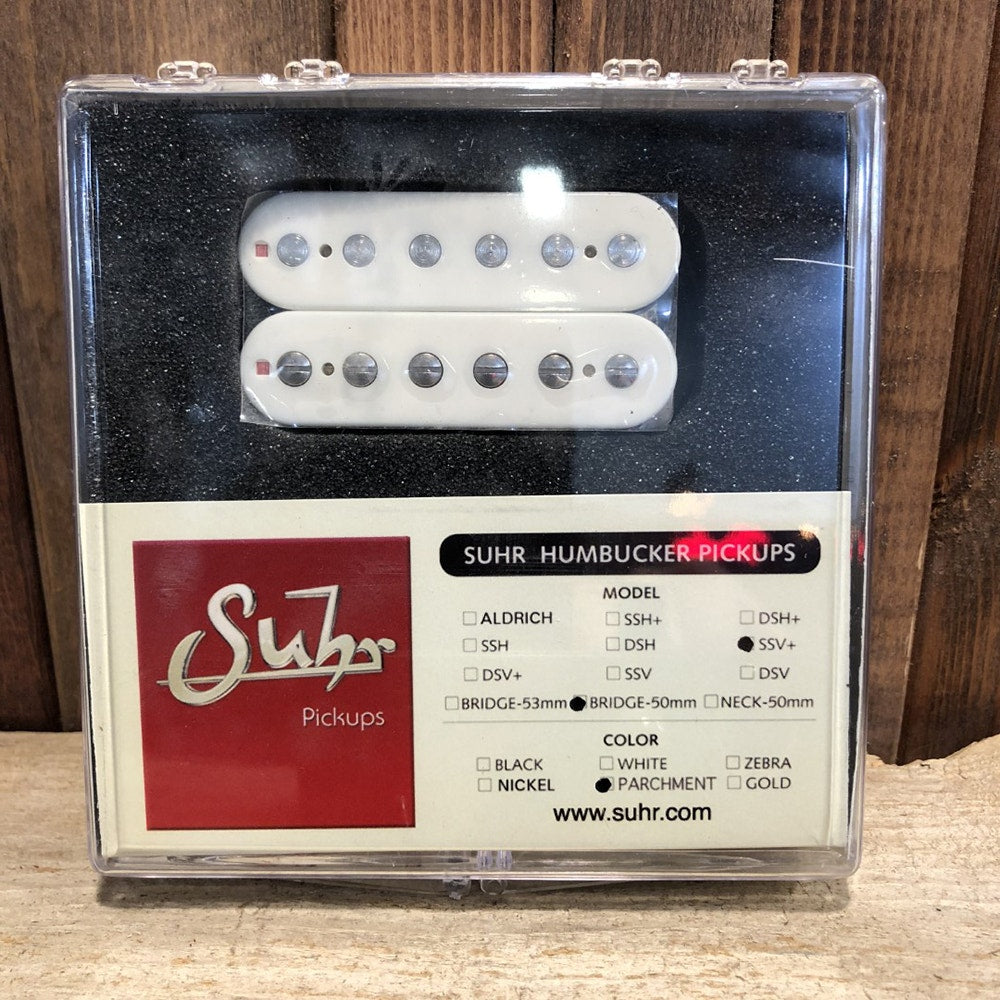 Suhr
Pickups
SUHR HUMBUCKER PICKUPS
MODEL
ALDRICH SSH+ DSH+
SSH DSH SSV+
DSV+ SSV DSV
BRIDGE-53mm BRIDGE-50mm NECK-50mm
COLOR
BLACK WHITE ZEBRA
NICKEL PARCHMENT GOLD
www.suhr.com